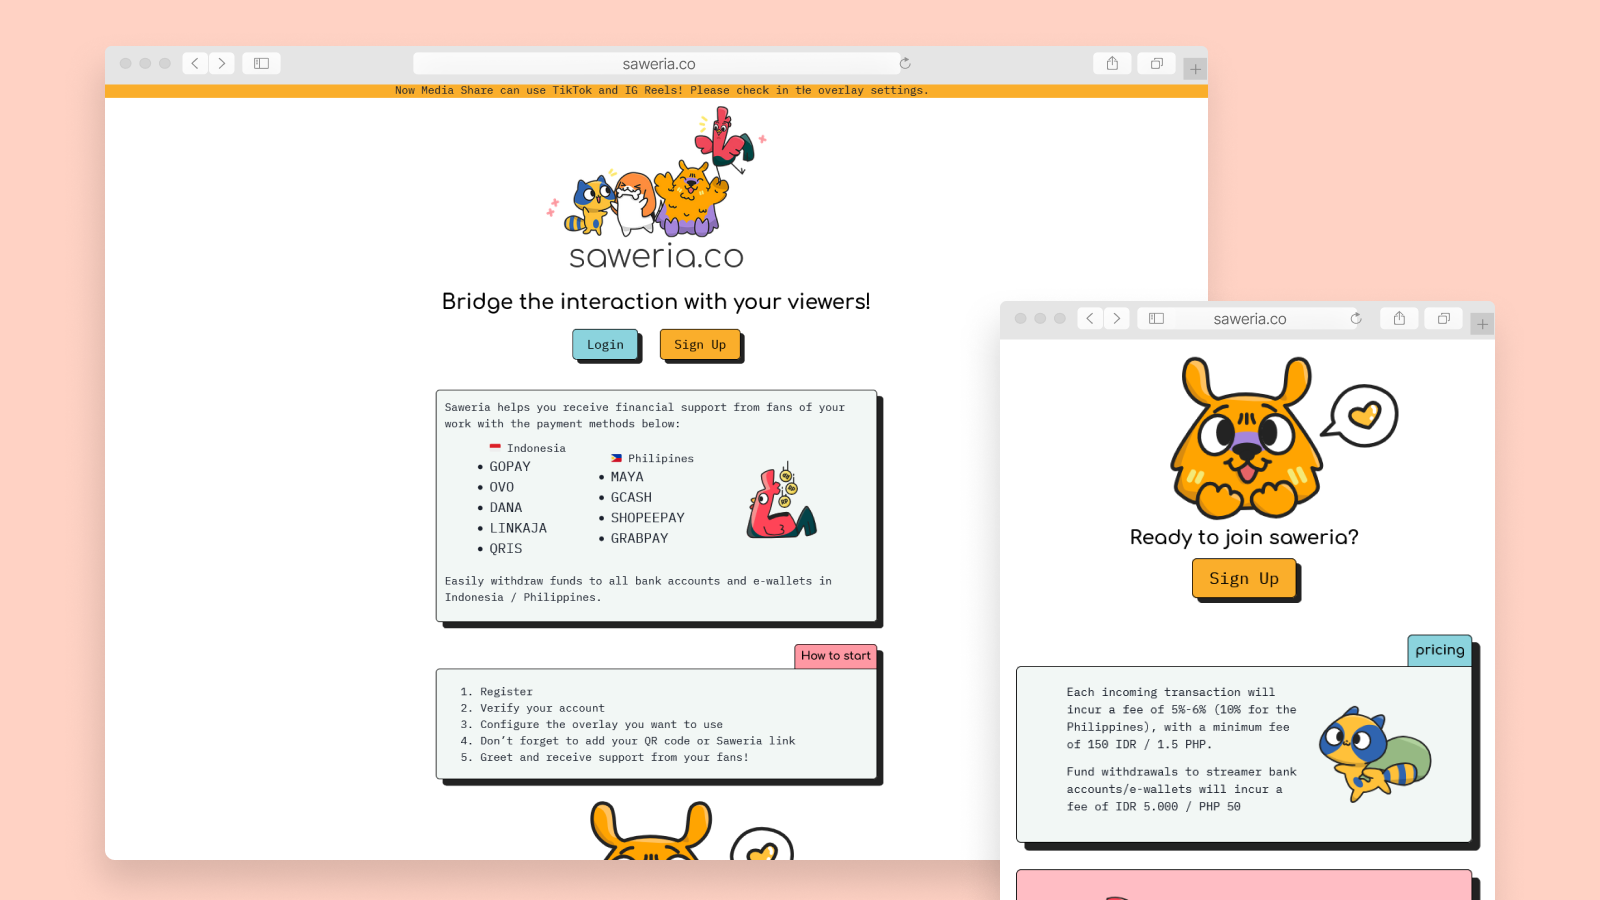 saweria.co
Now Media Share can use TikTok and IG Reels! Please check in the overlay settings.
saweria.co
Bridge the interaction with your viewers!
Login
Sign Up
Saweria helps you receive financial support from fans of your
work with the payment methods below:
Indonesia
• GOPAY
• OVO
• DANA
• LINKAJA
• QRIS
Philipines
• MAYA
• GCASH
• SHOPEEPAY
• GRABPAY
Easily withdraw funds to all bank accounts and e-wallets in
Indonesia / Philippines.
How to start
1. Register
2. Verify your account
3. Configure the overlay you want to use
4. Don’t forget to add your QR code or Saweria link
5. Greet and receive support from your fans!
saweria.co
Ready to join saweria?
Sign Up
pricing
Each incoming transaction will
incur a fee of 5%-6% (10% for the
Philippines), with a minimum fee
of 150 IDR / 1.5 PHP.
Fund withdrawals to streamer bank
accounts/e-wallets will incur a
fee of IDR 5.000 / PHP 50